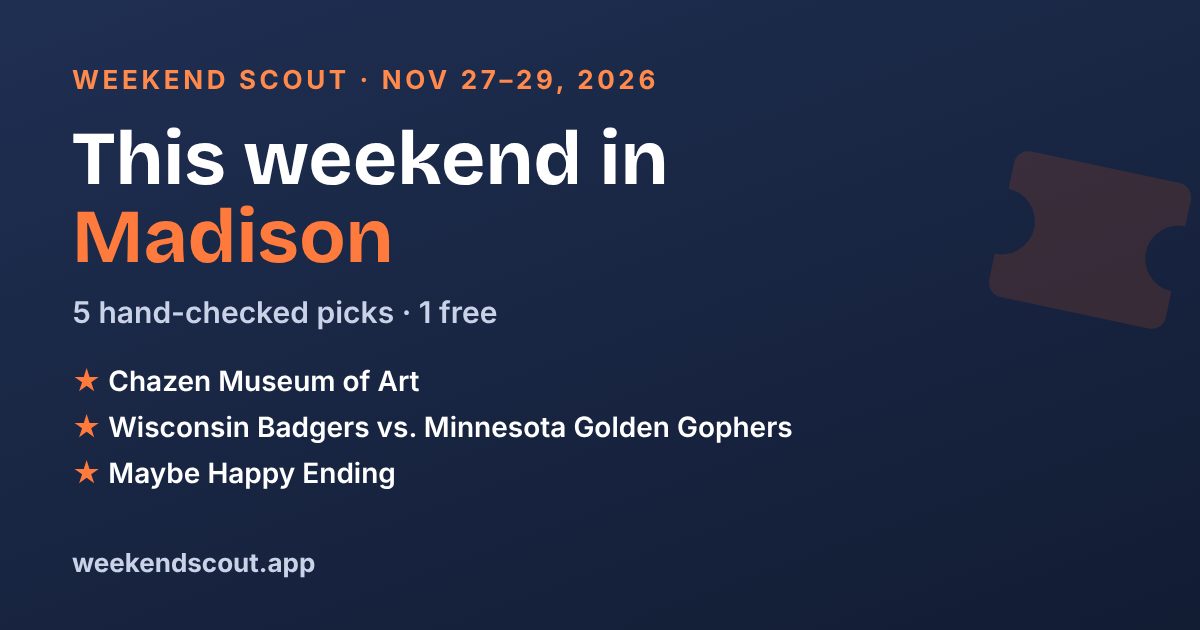 WEEKEND SCOUT · NOV 27–29, 2026
This weekend in
Madison
5 hand-checked picks · 1 free
★ Chazen Museum of Art
★ Wisconsin Badgers vs. Minnesota Golden Gophers
★ Maybe Happy Ending
weekendscout.app